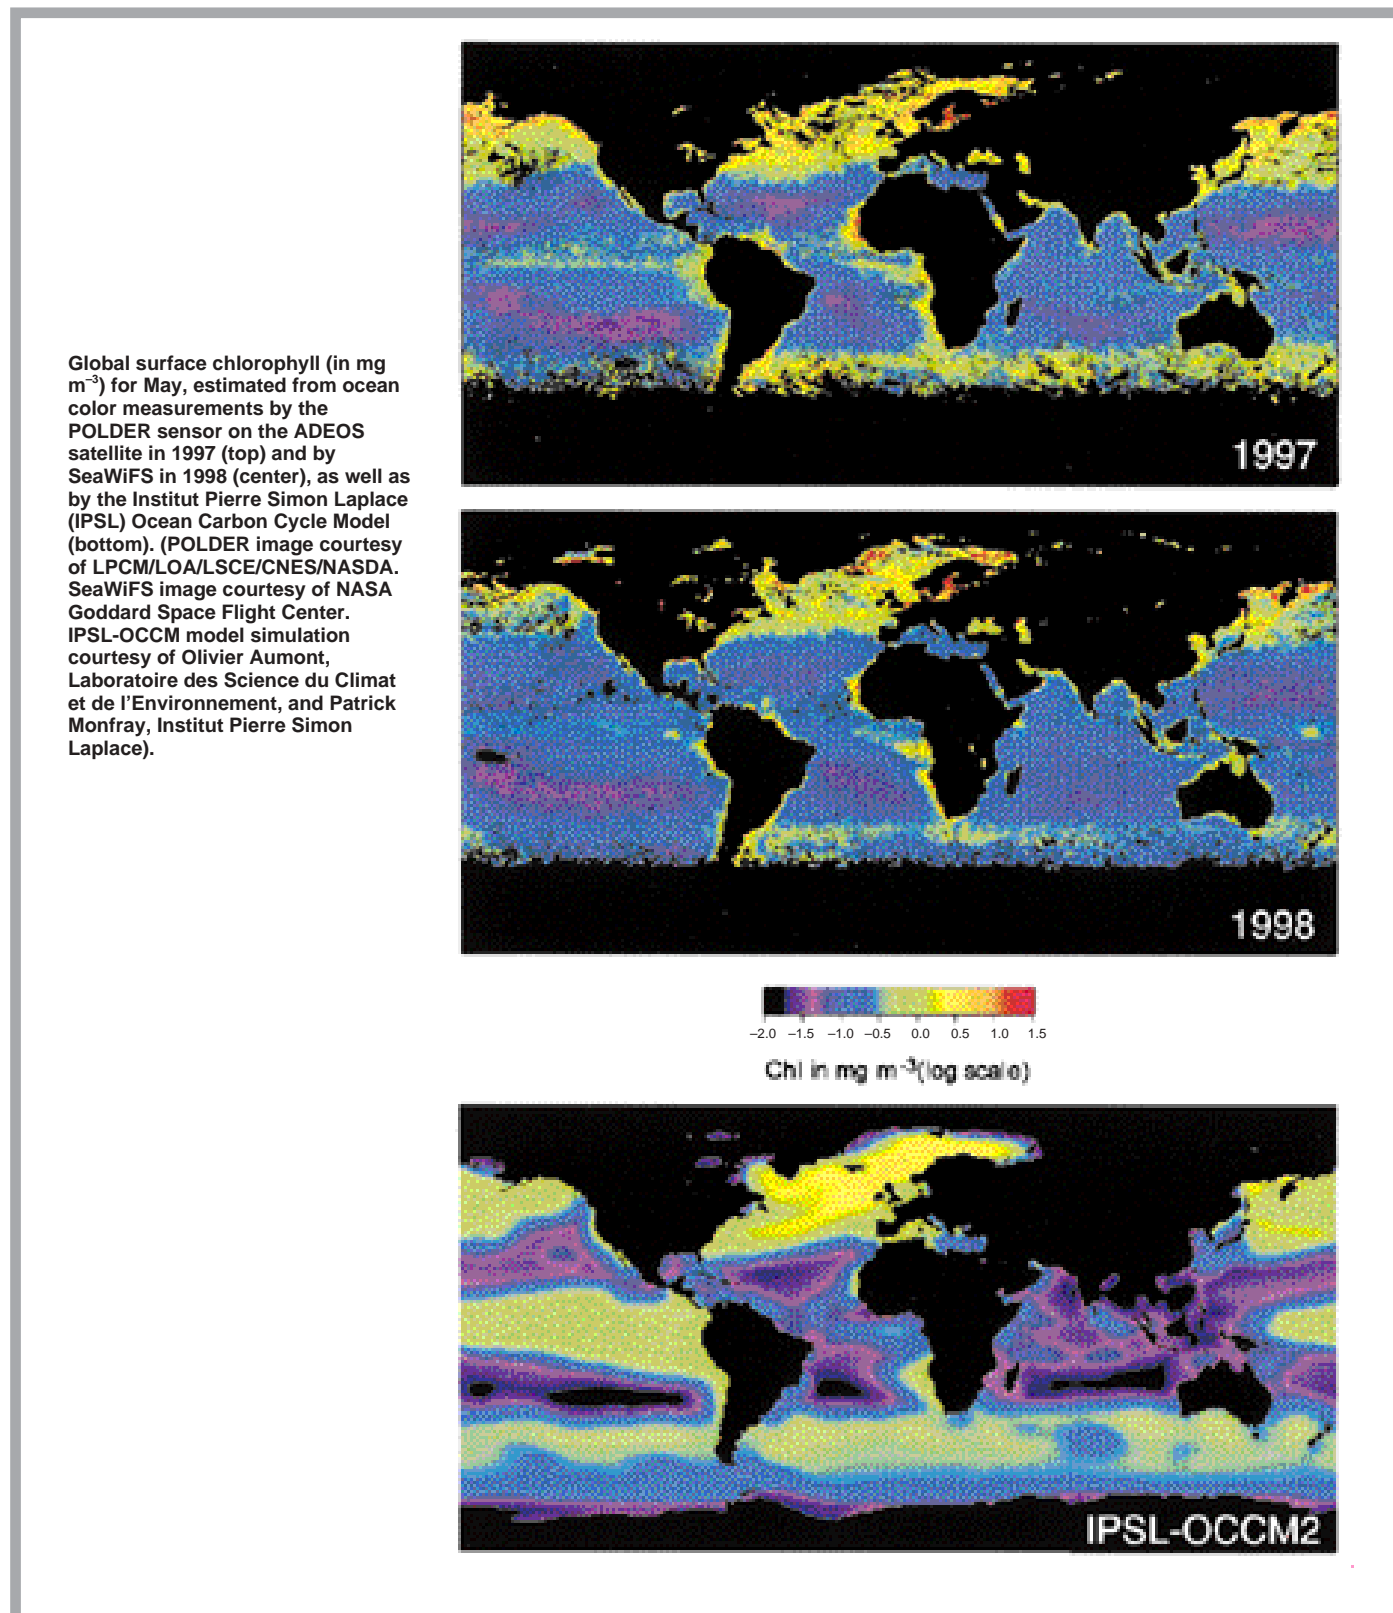 Global surface chlorophyll (in mg
m–3) for May, estimated from ocean
color measurements by the
POLDER sensor on the ADEOS
satellite in 1997 (top) and by
SeaWiFS in 1998 (center), as well as
by the Institut Pierre Simon Laplace
(IPSL) Ocean Carbon Cycle Model
(bottom). (POLDER image courtesy
of LPCM/LOA/LSCE/CNES/NASDA.
SeaWiFS image courtesy of NASA
Goddard Space Flight Center.
IPSL-OCCM model simulation
courtesy of Olivier Aumont,
Laboratoire des Science du Climat
et de l’Environnement, and Patrick
Monfray, Institut Pierre Simon
Laplace).
1997
1998
–2.0 –1.5 –1.0 –0.5 0.0 0.5 1.0 1.5
Chl in mg m-3(log scale)
IPSL-OCCM2